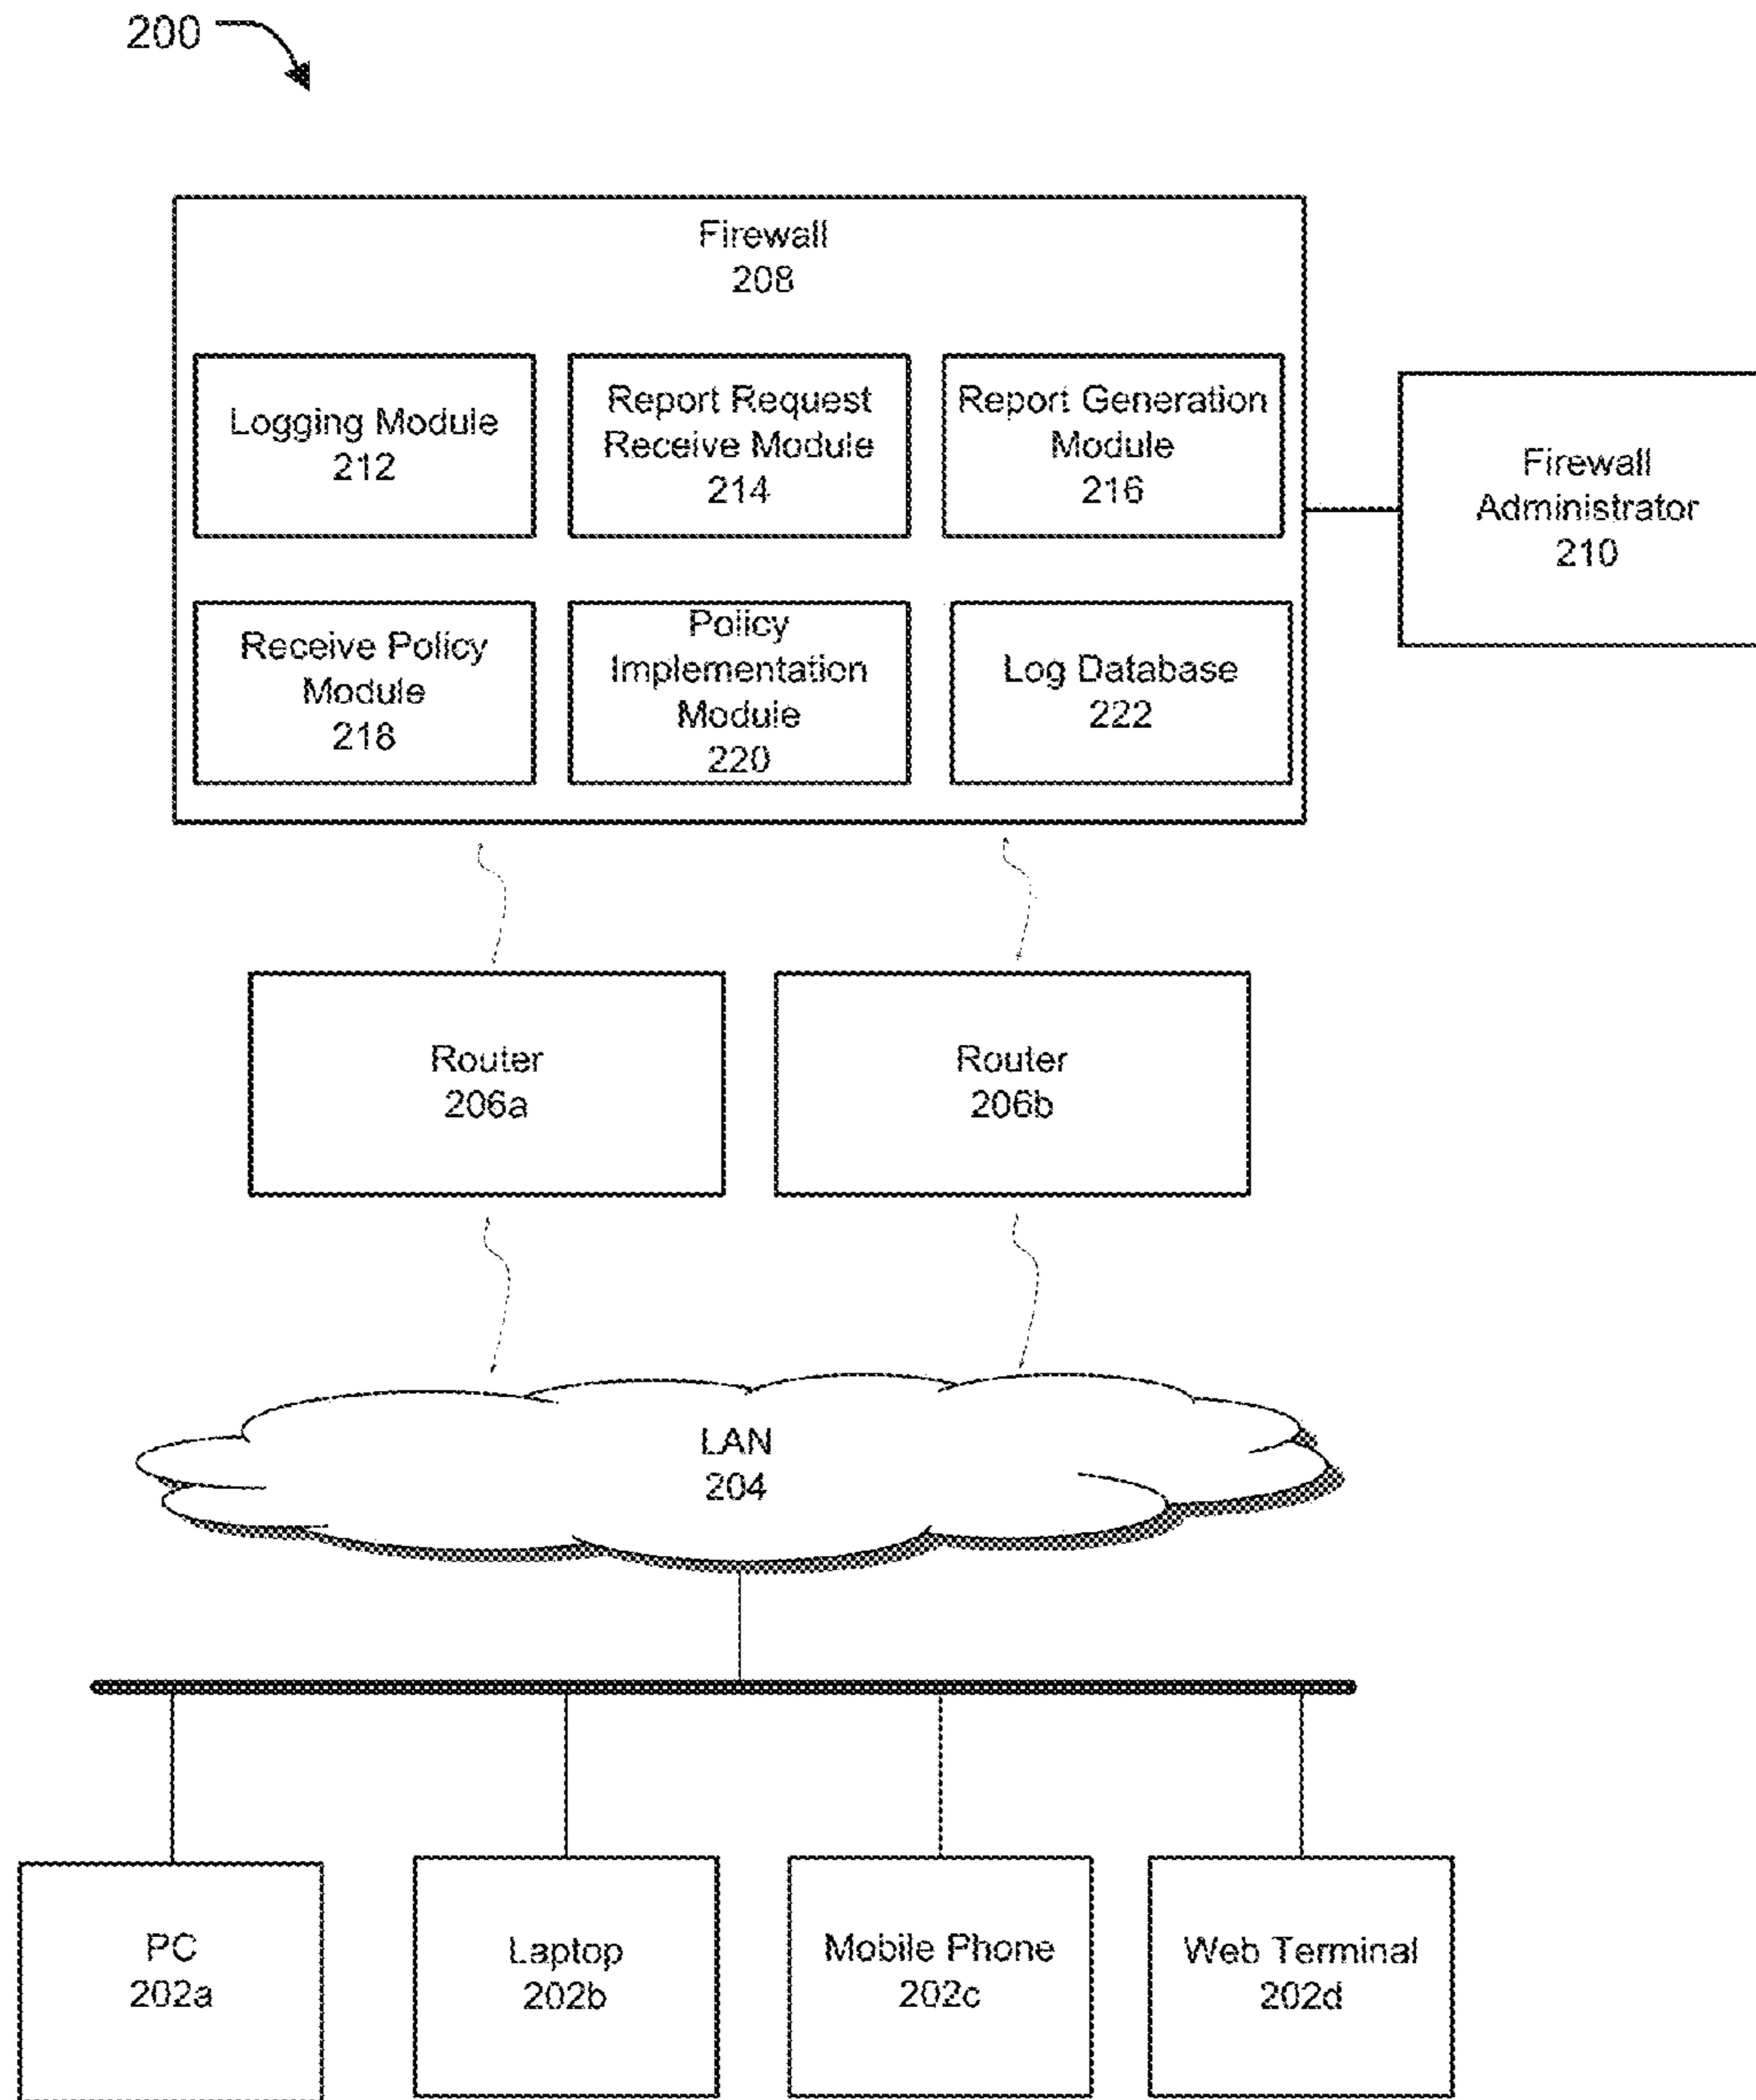 200
Firewall
208
Logging Module
212
Report Request
Receive Module
214
Report Generation
Module
216
Firewall
Administrator
210
Receive Policy
Module
218
Policy
Implementation
Module
220
Log Database
222
Router
206a
Router
206b
LAN
204
PC
202a
Laptop
202b
Mobile Phone
202c
Web Terminal
202d